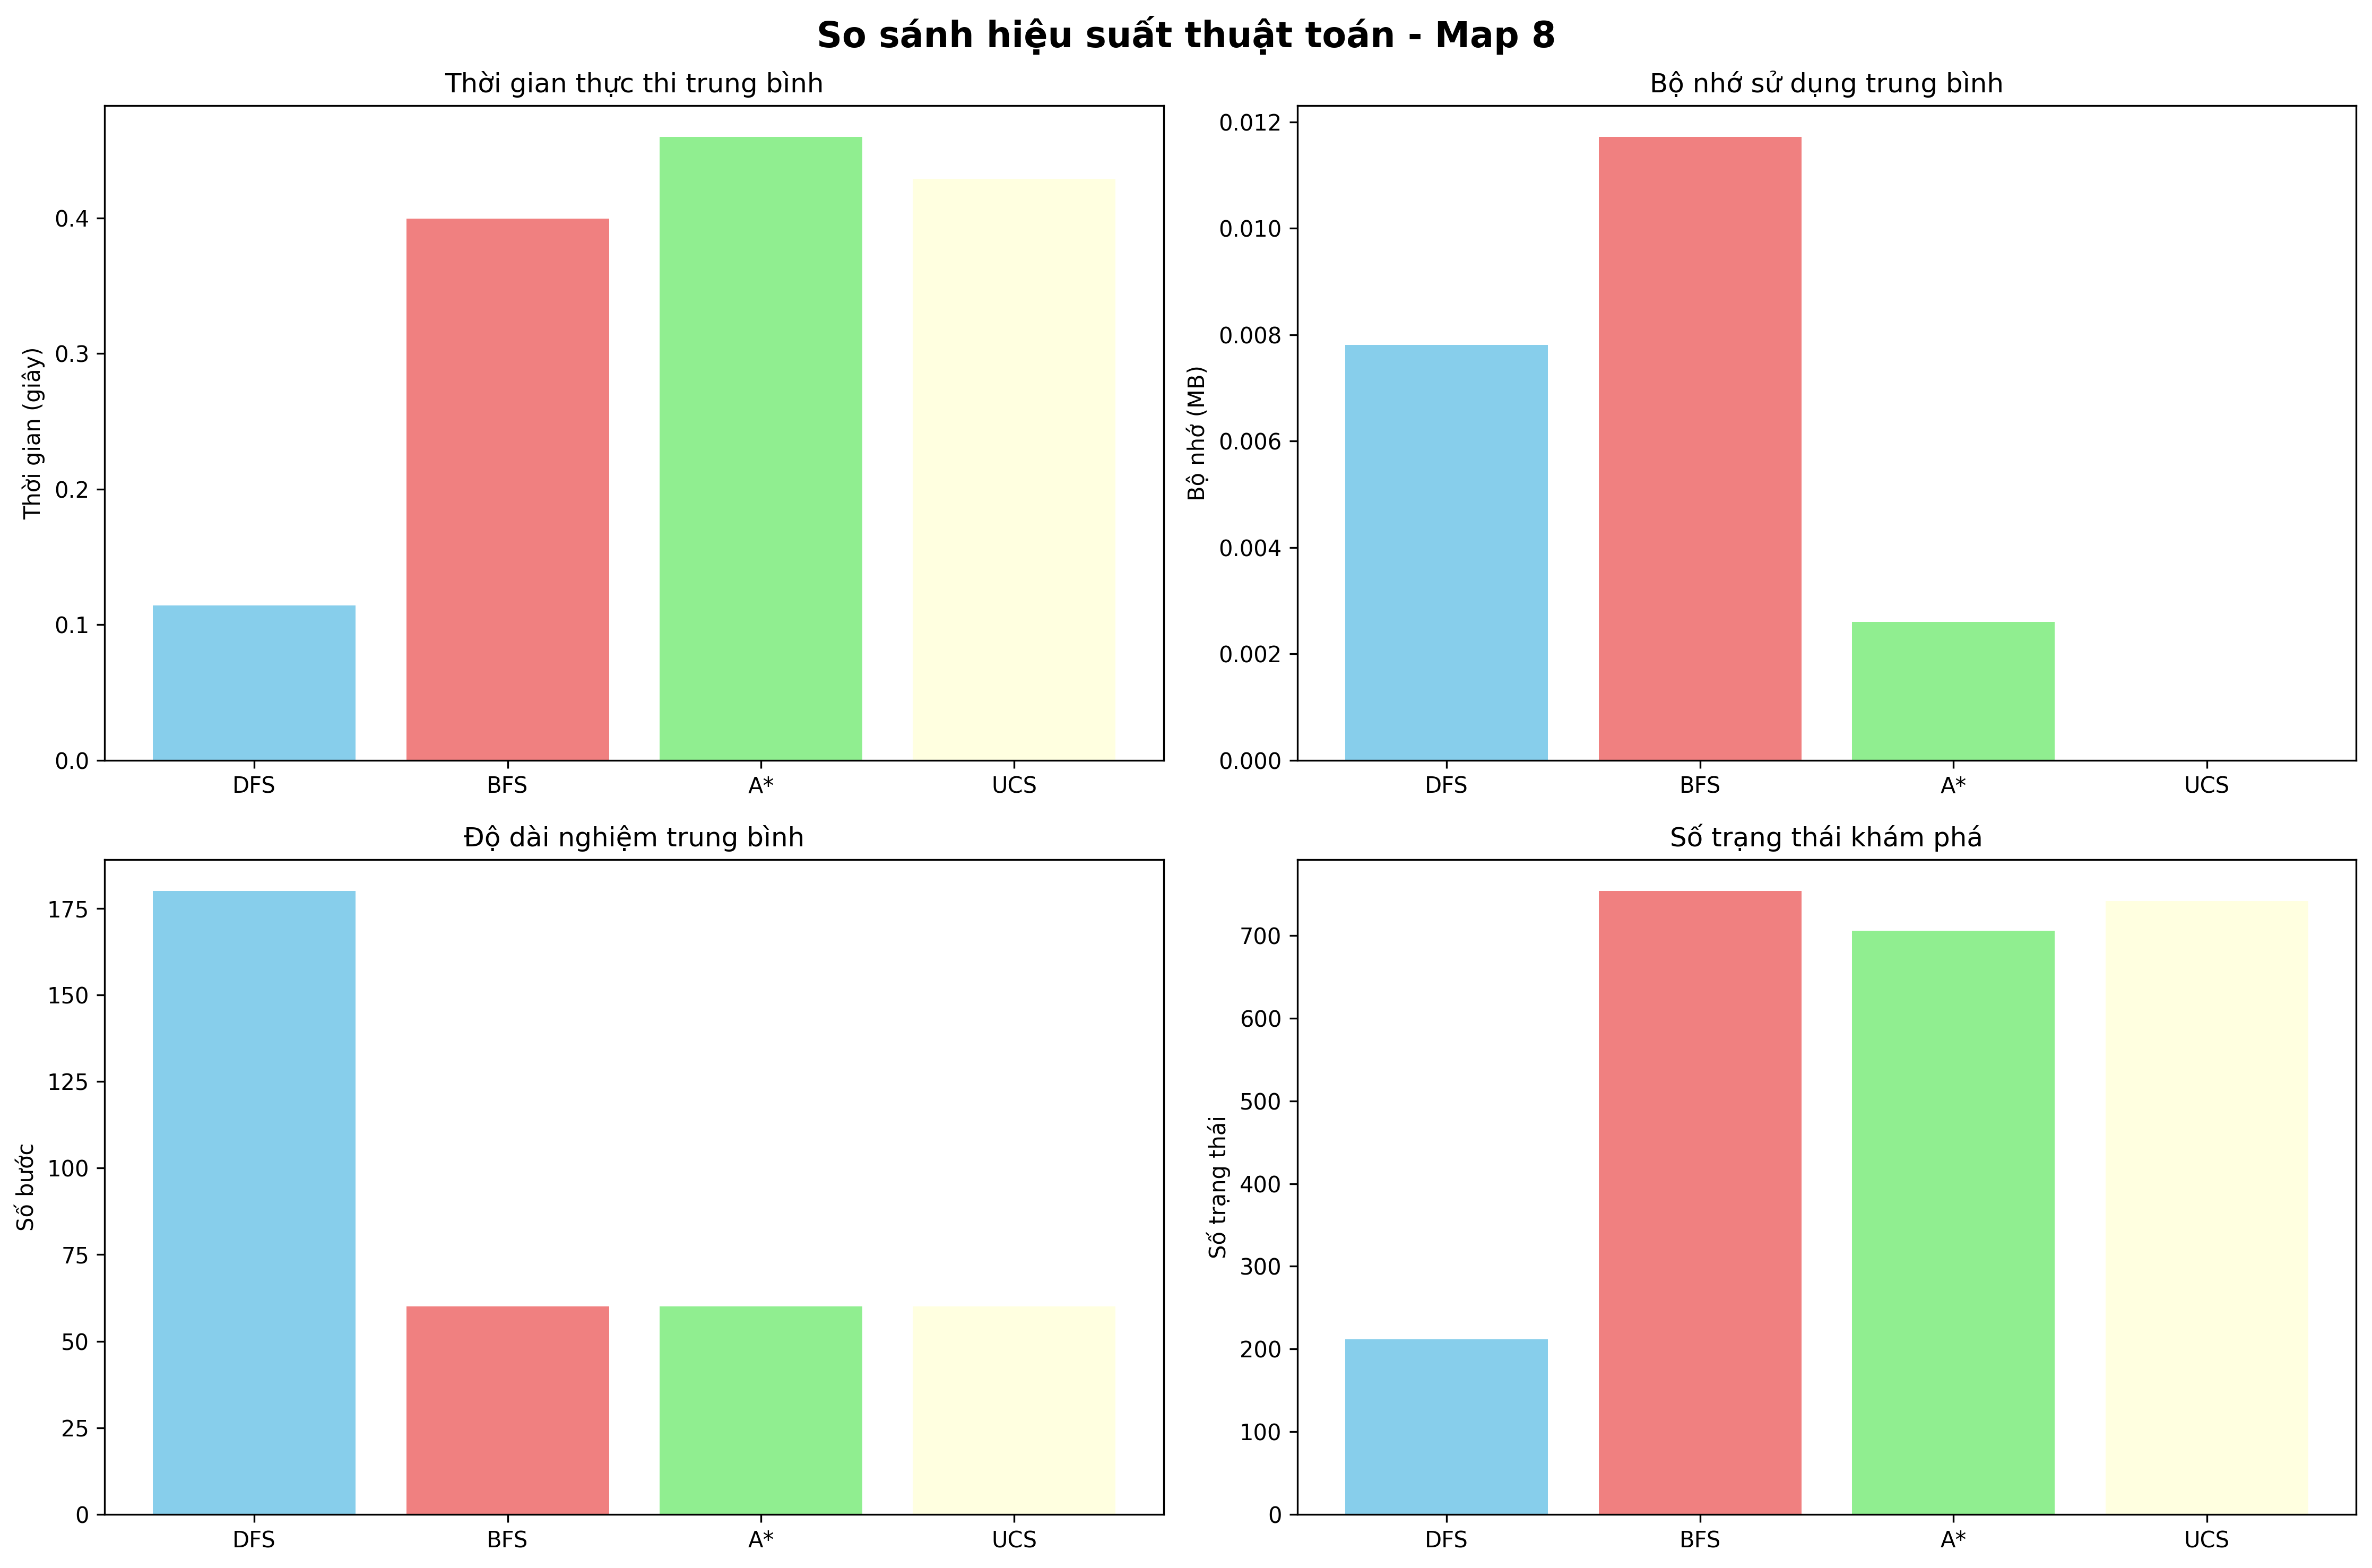 So sánh hiệu suất thuật toán - Map 8
Thời gian thực thi trung bình
Thời gian (giây)
0.4
0.3
0.2
0.1
0.0
DFS BFS A* UCS
Bộ nhớ sử dụng trung bình
Bộ nhớ (MB)
0.012
0.010
0.008
0.006
0.004
0.002
0.000
DFS BFS A* UCS
Độ dài nghiệm trung bình
Số bước
175
150
125
100
75
50
25
0
DFS BFS A* UCS
Số trạng thái khám phá
Số trạng thái
700
600
500
400
300
200
100
0
DFS BFS A* UCS